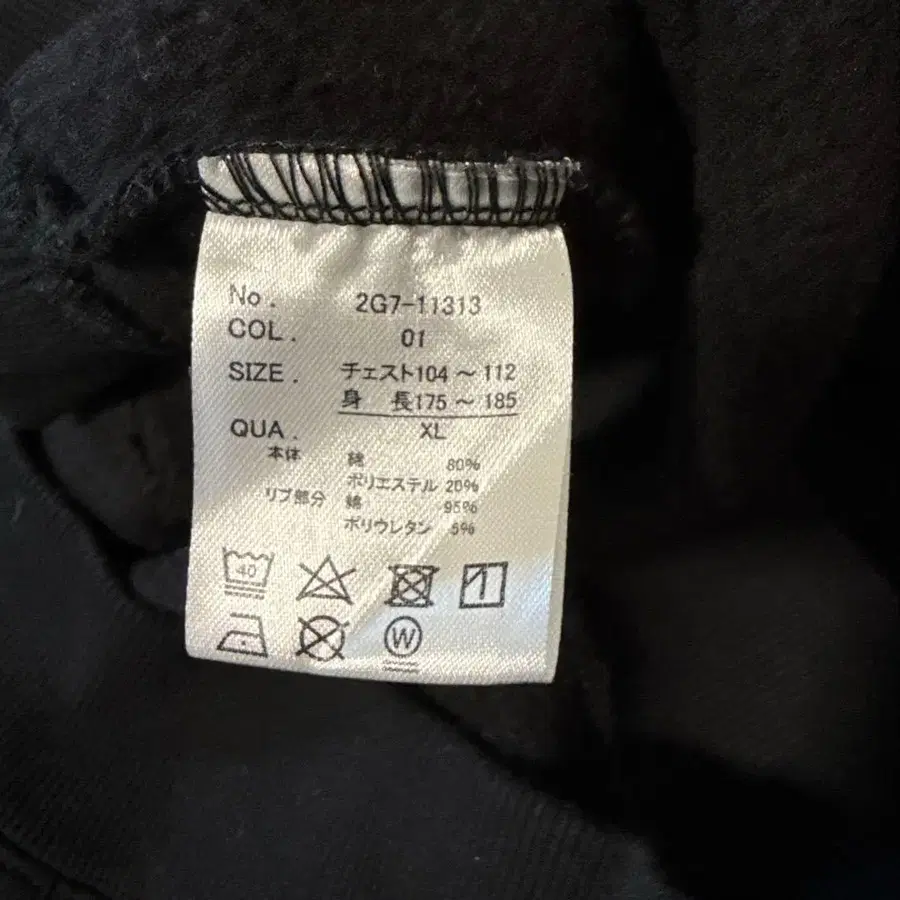 No. 2G7-11313
COL. 01
SIZE. チェスト104～112
身 長175～185
QUA. XL
本体 綿 80%
ポリエステル 20%
リブ部分 綿 95%
ポリウレタン 5%
40
W